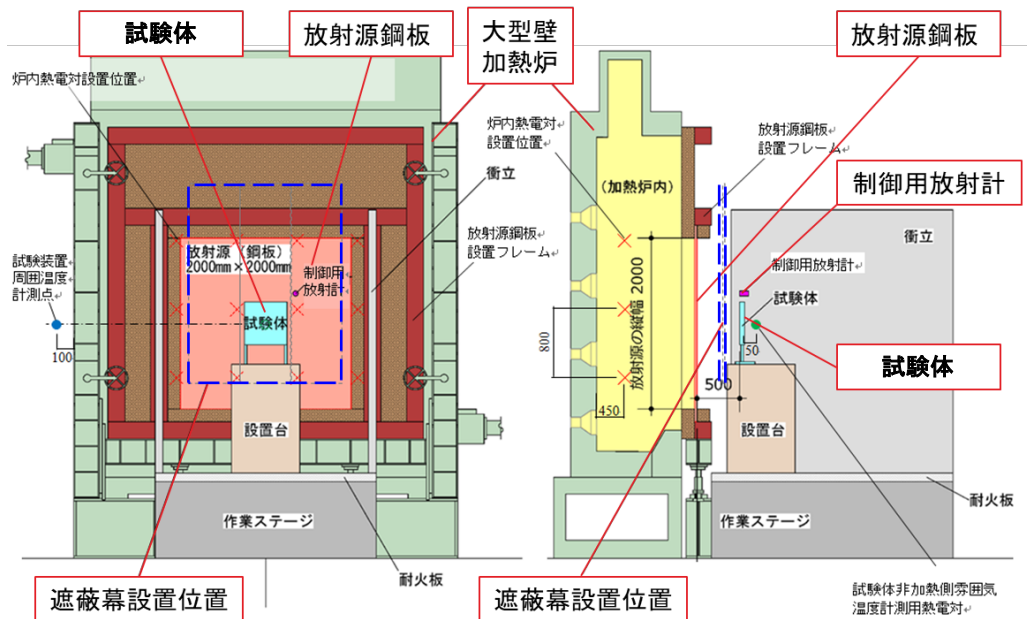 試験体
放射源鋼板
大型壁
加熱炉
放射源鋼板
炉内熱電対設置位置
炉内熱電対
設置位置
放射源鋼板
設置フレーム
(加熱炉内)
制御用放射計
衝立
衝立
放射源(鋼板)
2000mm×2000mm
放射源鋼板
設置フレーム
試験装置
周囲温度
計測点
制御用
放射計
制御用放射計
試験体
試験体
放射源の縦幅 2000
100
800
50
試験体
450
500
設置台
設置台
作業ステージ
作業ステージ
耐火板
耐火板
遮蔽幕設置位置
遮蔽幕設置位置
試験体非加熱側雰囲気
温度計測用熱電対